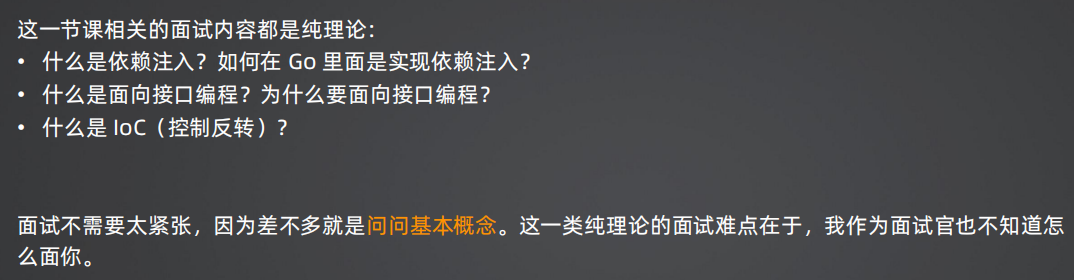 这一节课相关的面试内容都是纯理论：
• 什么是依赖注入？如何在 Go 里面是实现依赖注入？
• 什么是面向接口编程？为什么要面向接口编程？
• 什么是 IoC（控制反转）？
面试不需要太紧张，因为差不多就是问问基本概念。这一类纯理论的面试难点在于，我作为面试官也不知道怎
么面你。